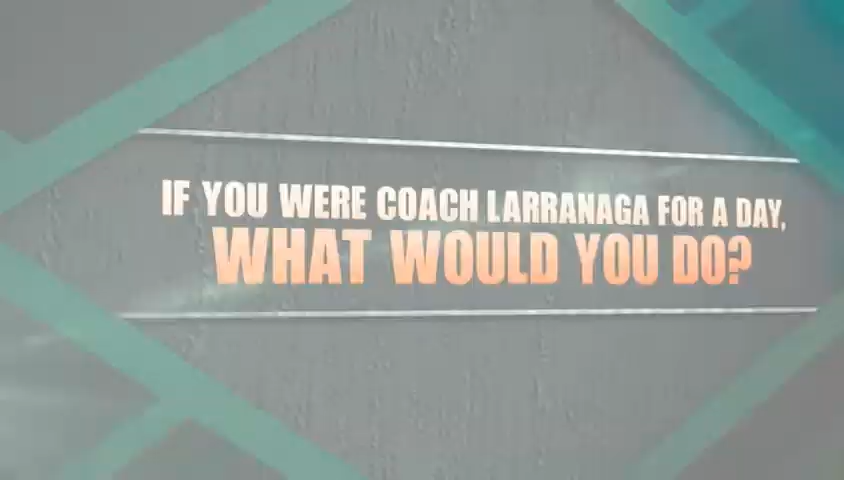 IF YOU WERE COACH LARRANAGA FOR A DAY,
WHAT WOULD YOU DO?